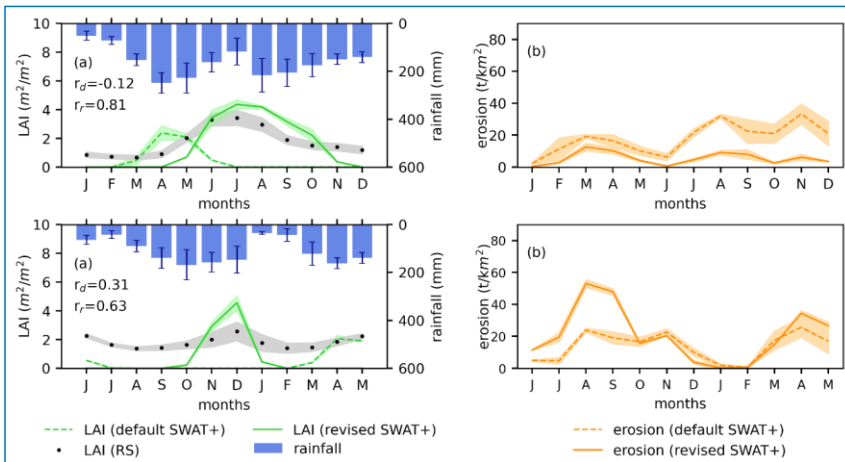 10
8
6
4
2
0
LAI (m²/m²)
(a)
r_d=-0.12
r_r=0.81
0
200
400
600
rainfall (mm)
J F M A M J J A S O N D
months
80
60
40
20
0
erosion (t/km²)
(b)
J F M A M J J A S O N D
months
10
8
6
4
2
0
LAI (m²/m²)
(a)
r_d=0.31
r_r=0.63
0
200
400
600
rainfall (mm)
J J A S O N D J F M A M
months
80
60
40
20
0
erosion (t/km²)
(b)
J J A S O N D J F M A M
months
LAI (default SWAT+)
LAI (revised SWAT+)
LAI (RS)
rainfall
erosion (default SWAT+)
erosion (revised SWAT+)